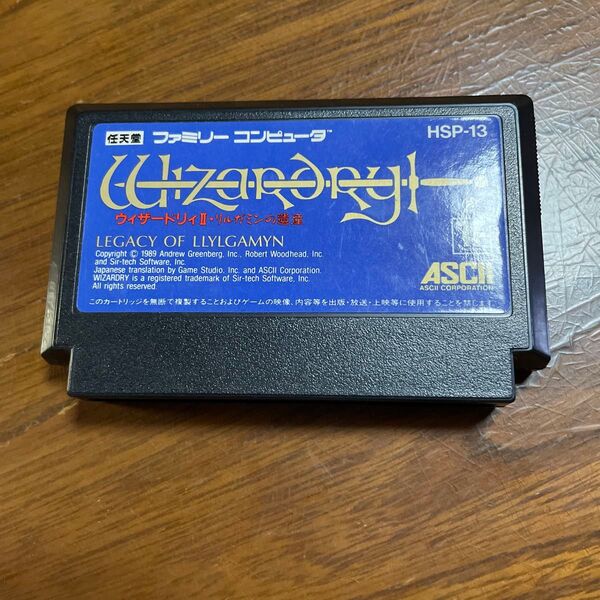 任天堂 ファミリー コンピュータ™ HSP-13
Wizardry
ウィザードリィII・リルガミンの遺産
LEGACY OF LLYLGAMYN
Copyright © 1989 Andrew Greenberg, Inc., Robert Woodhead, Inc.
and Sir-tech Software, Inc.
Japanese translation by Game Studio, Inc. and ASCII Corporation.
WIZARDRY is a registered trademark of Sir-tech Software, Inc.
All rights reserved.
ASCII
ASCII CORPORATION
このカートリッジを無断で複製することおよびゲームの映像、内容等を出版・放送・上映等に使用することを禁じます。